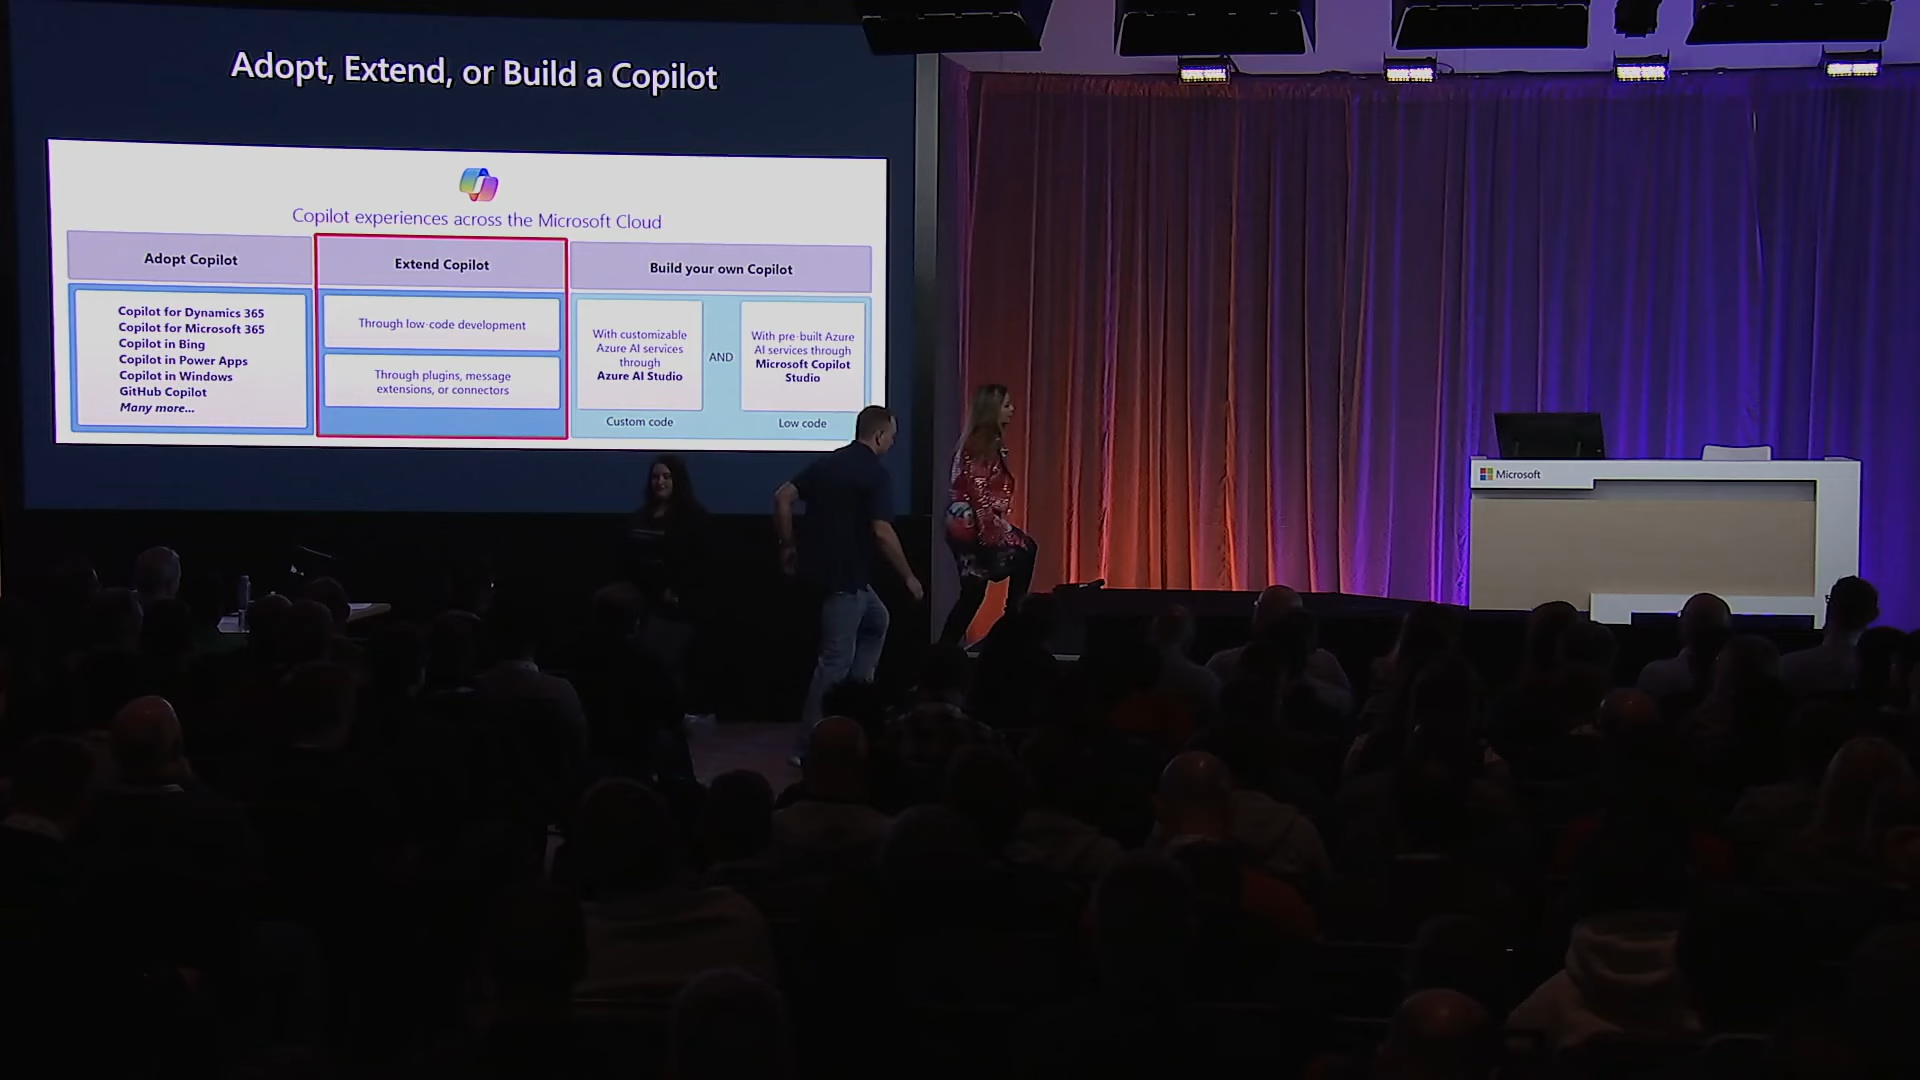 Adopt, Extend, or Build a Copilot
Copilot experiences across the Microsoft Cloud
Adopt Copilot
Copilot for Dynamics 365
Copilot for Microsoft 365
Copilot in Bing
Copilot in Power Apps
Copilot in Windows
GitHub Copilot
Many more...
Extend Copilot
Through low-code development
Through plugins, message
extensions, or connectors
Build your own Copilot
With customizable
Azure AI services
through
Azure AI Studio
Custom code
AND
With pre-built Azure
AI services through
Microsoft Copilot
Studio
Low code
Microsoft